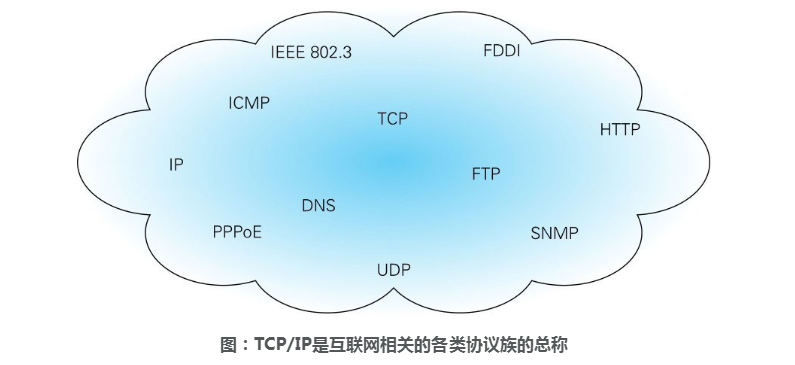 IEEE 802.3
FDDI
ICMP
TCP
HTTP
IP
FTP
DNS
PPPoE
SNMP
UDP
图：TCP/IP是互联网相关的各类协议族的总称